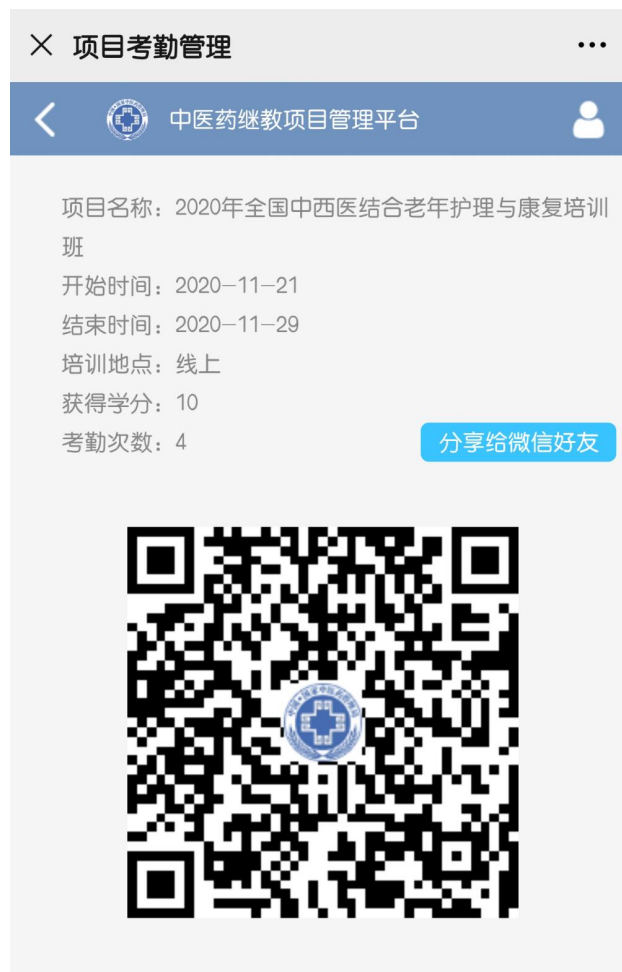 项目考勤管理
中医药继教项目管理平台
项目名称：2020年全国中西医结合老年护理与康复培训
班
开始时间：2020-11-21
结束时间：2020-11-29
培训地点：线上
获得学分：10
考勤次数：4
分享给微信好友